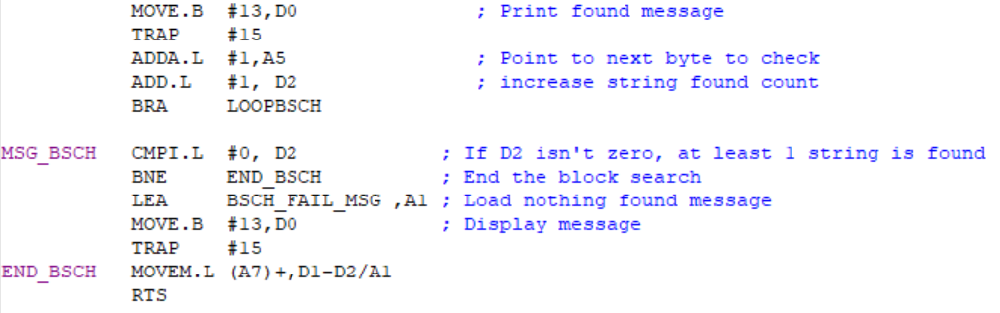 MOVE.B #13,D0 ; Print found message
TRAP #15
ADDA.L #1,A5 ; Point to next byte to check
ADD.L #1, D2 ; increase string found count
BRA LOOPBSCH
MSG_BSCH CMPI.L #0, D2 ; If D2 isn't zero, at least 1 string is found
BNE END_BSCH ; End the block search
LEA BSCH_FAIL_MSG ,A1 ; Load nothing found message
MOVE.B #13,D0 ; Display message
TRAP #15
END_BSCH MOVEM.L (A7)+,D1-D2/A1
RTS